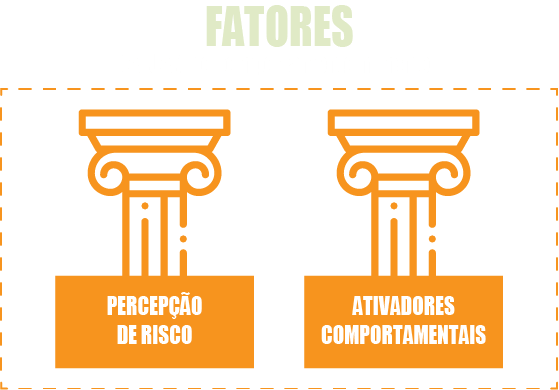 FATORES
PERCEPÇÃO
DE RISCO
ATIVADORES
COMPORTAMENTAIS